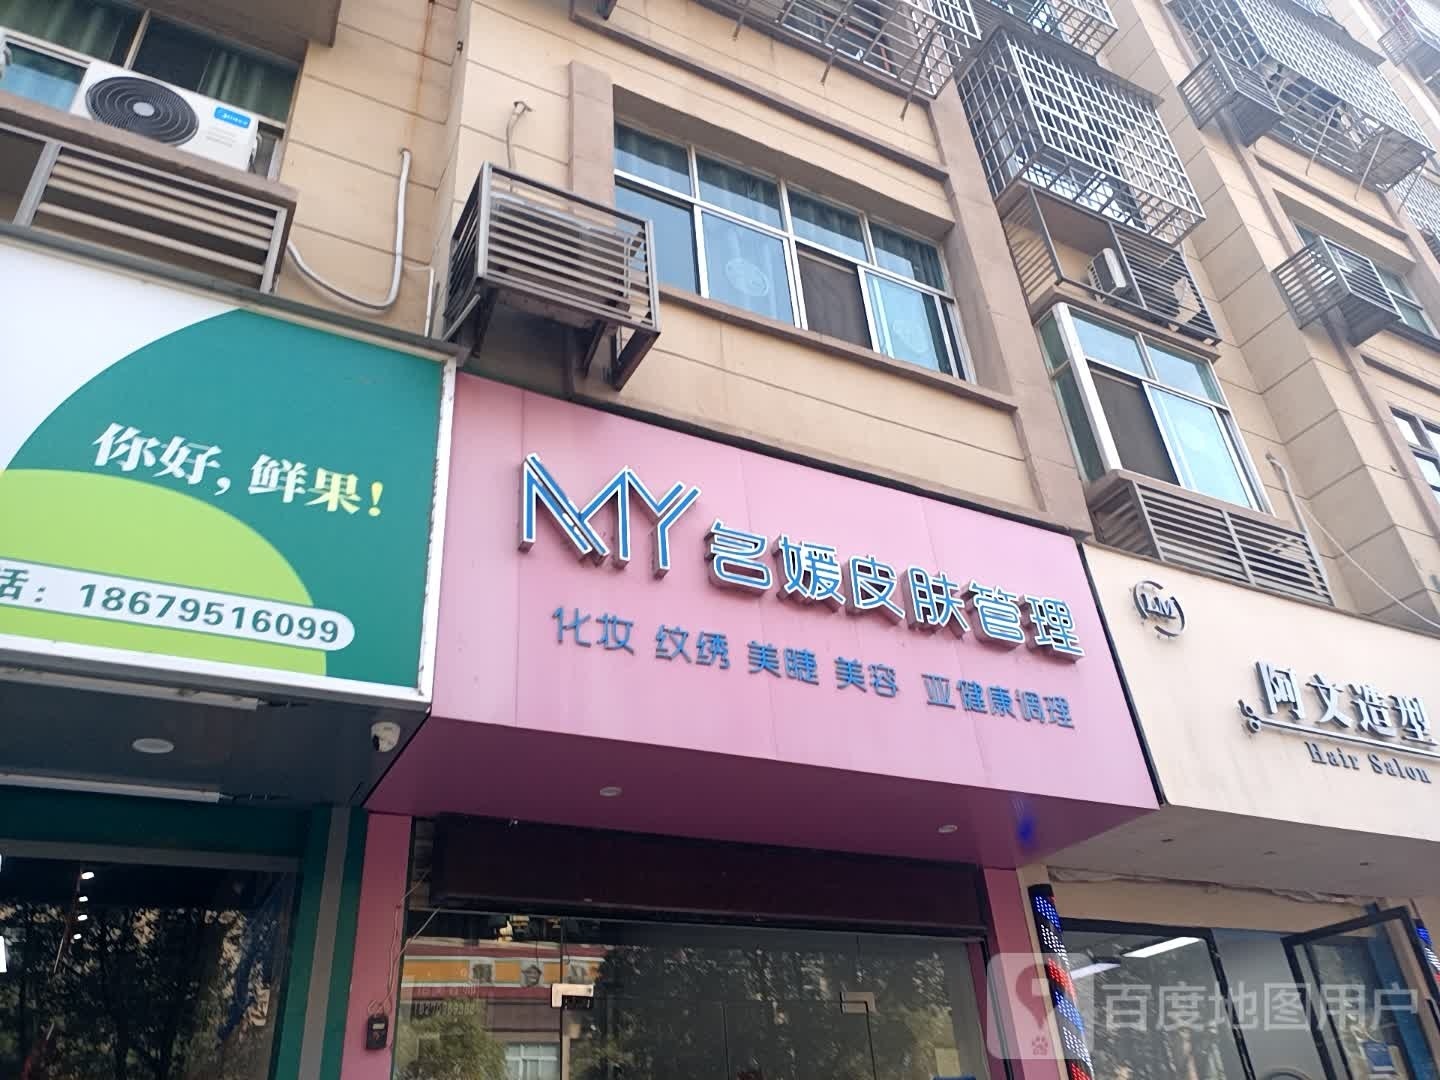 你好,鲜果!
话: 18679516099
MY 名媛皮肤管理
化妆 纹绣 美睫 美容 亚健康调理
LM
阿文造型
Hair Salon
百度地图用户